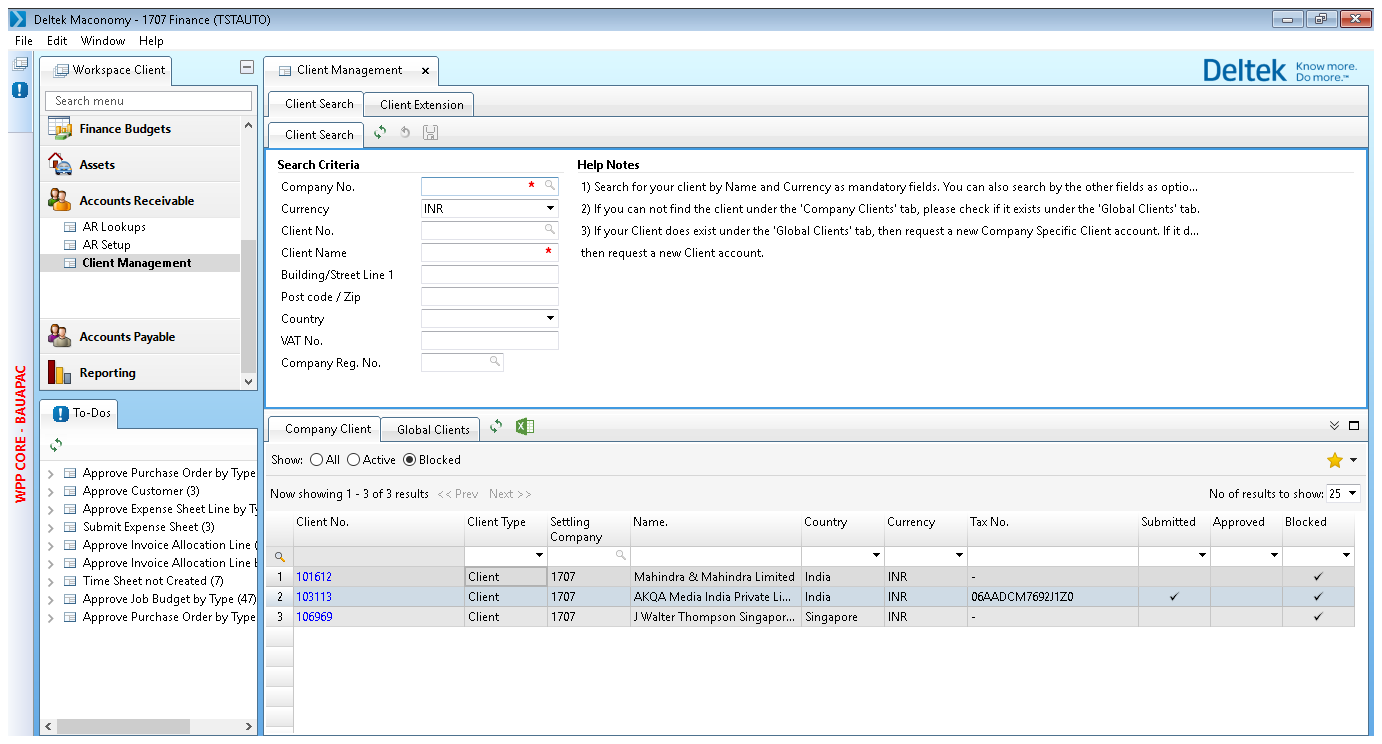 Deltek Maconomy - 1707 Finance (TSTAUTO)
File Edit Window Help
WPP CORE - BAUAPAC
Workspace Client
Search menu
Finance Budgets
Assets
Accounts Receivable
AR Lookups
AR Setup
Client Management
Accounts Payable
Reporting
To-Dos
Approve Purchase Order by Type
Approve Customer (3)
Approve Expense Sheet Line by Ty
Submit Expense Sheet (3)
Approve Invoice Allocation Line (
Approve Invoice Allocation Line b
Time Sheet not Created (7)
Approve Job Budget by Type (47)
Approve Purchase Order by Type
Client Management x
Deltek Know more. Do more.™
Client Search Client Extension
Client Search
Search Criteria
Company No. *
Currency INR
Client No.
Client Name *
Building/Street Line 1
Post code / Zip
Country
VAT No.
Company Reg. No.
Help Notes
1) Search for your client by Name and Currency as mandatory fields. You can also search by the other fields as optio...
2) If you can not find the client under the 'Company Clients' tab, please check if it exists under the 'Global Clients' tab.
3) If your Client does exist under the 'Global Clients' tab, then request a new Company Specific Client account. If it d...
then request a new Client account.
Company Client Global Clients
Show: All Active Blocked
Now showing 1 - 3 of 3 results << Prev Next >> No of results to show: 25
Client No. Client Type Settling Company Name. Country Currency Tax No. Submitted Approved Blocked
1 101612 Client 1707 Mahindra & Mahindra Limited India INR - ✓
2 103113 Client 1707 AKQA Media India Private Li... India INR 06AADCM7692J1Z0 ✓ ✓
3 106969 Client 1707 J Walter Thompson Singapor... Singapore INR - ✓